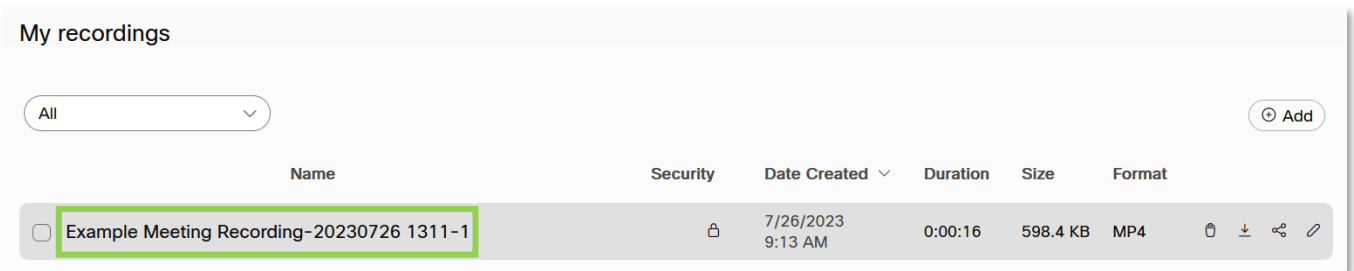 My recordings
All
Add
Name Security Date Created Duration Size Format
Example Meeting Recording-20230726 1311-1 7/26/2023 9:13 AM 0:00:16 598.4 KB MP4